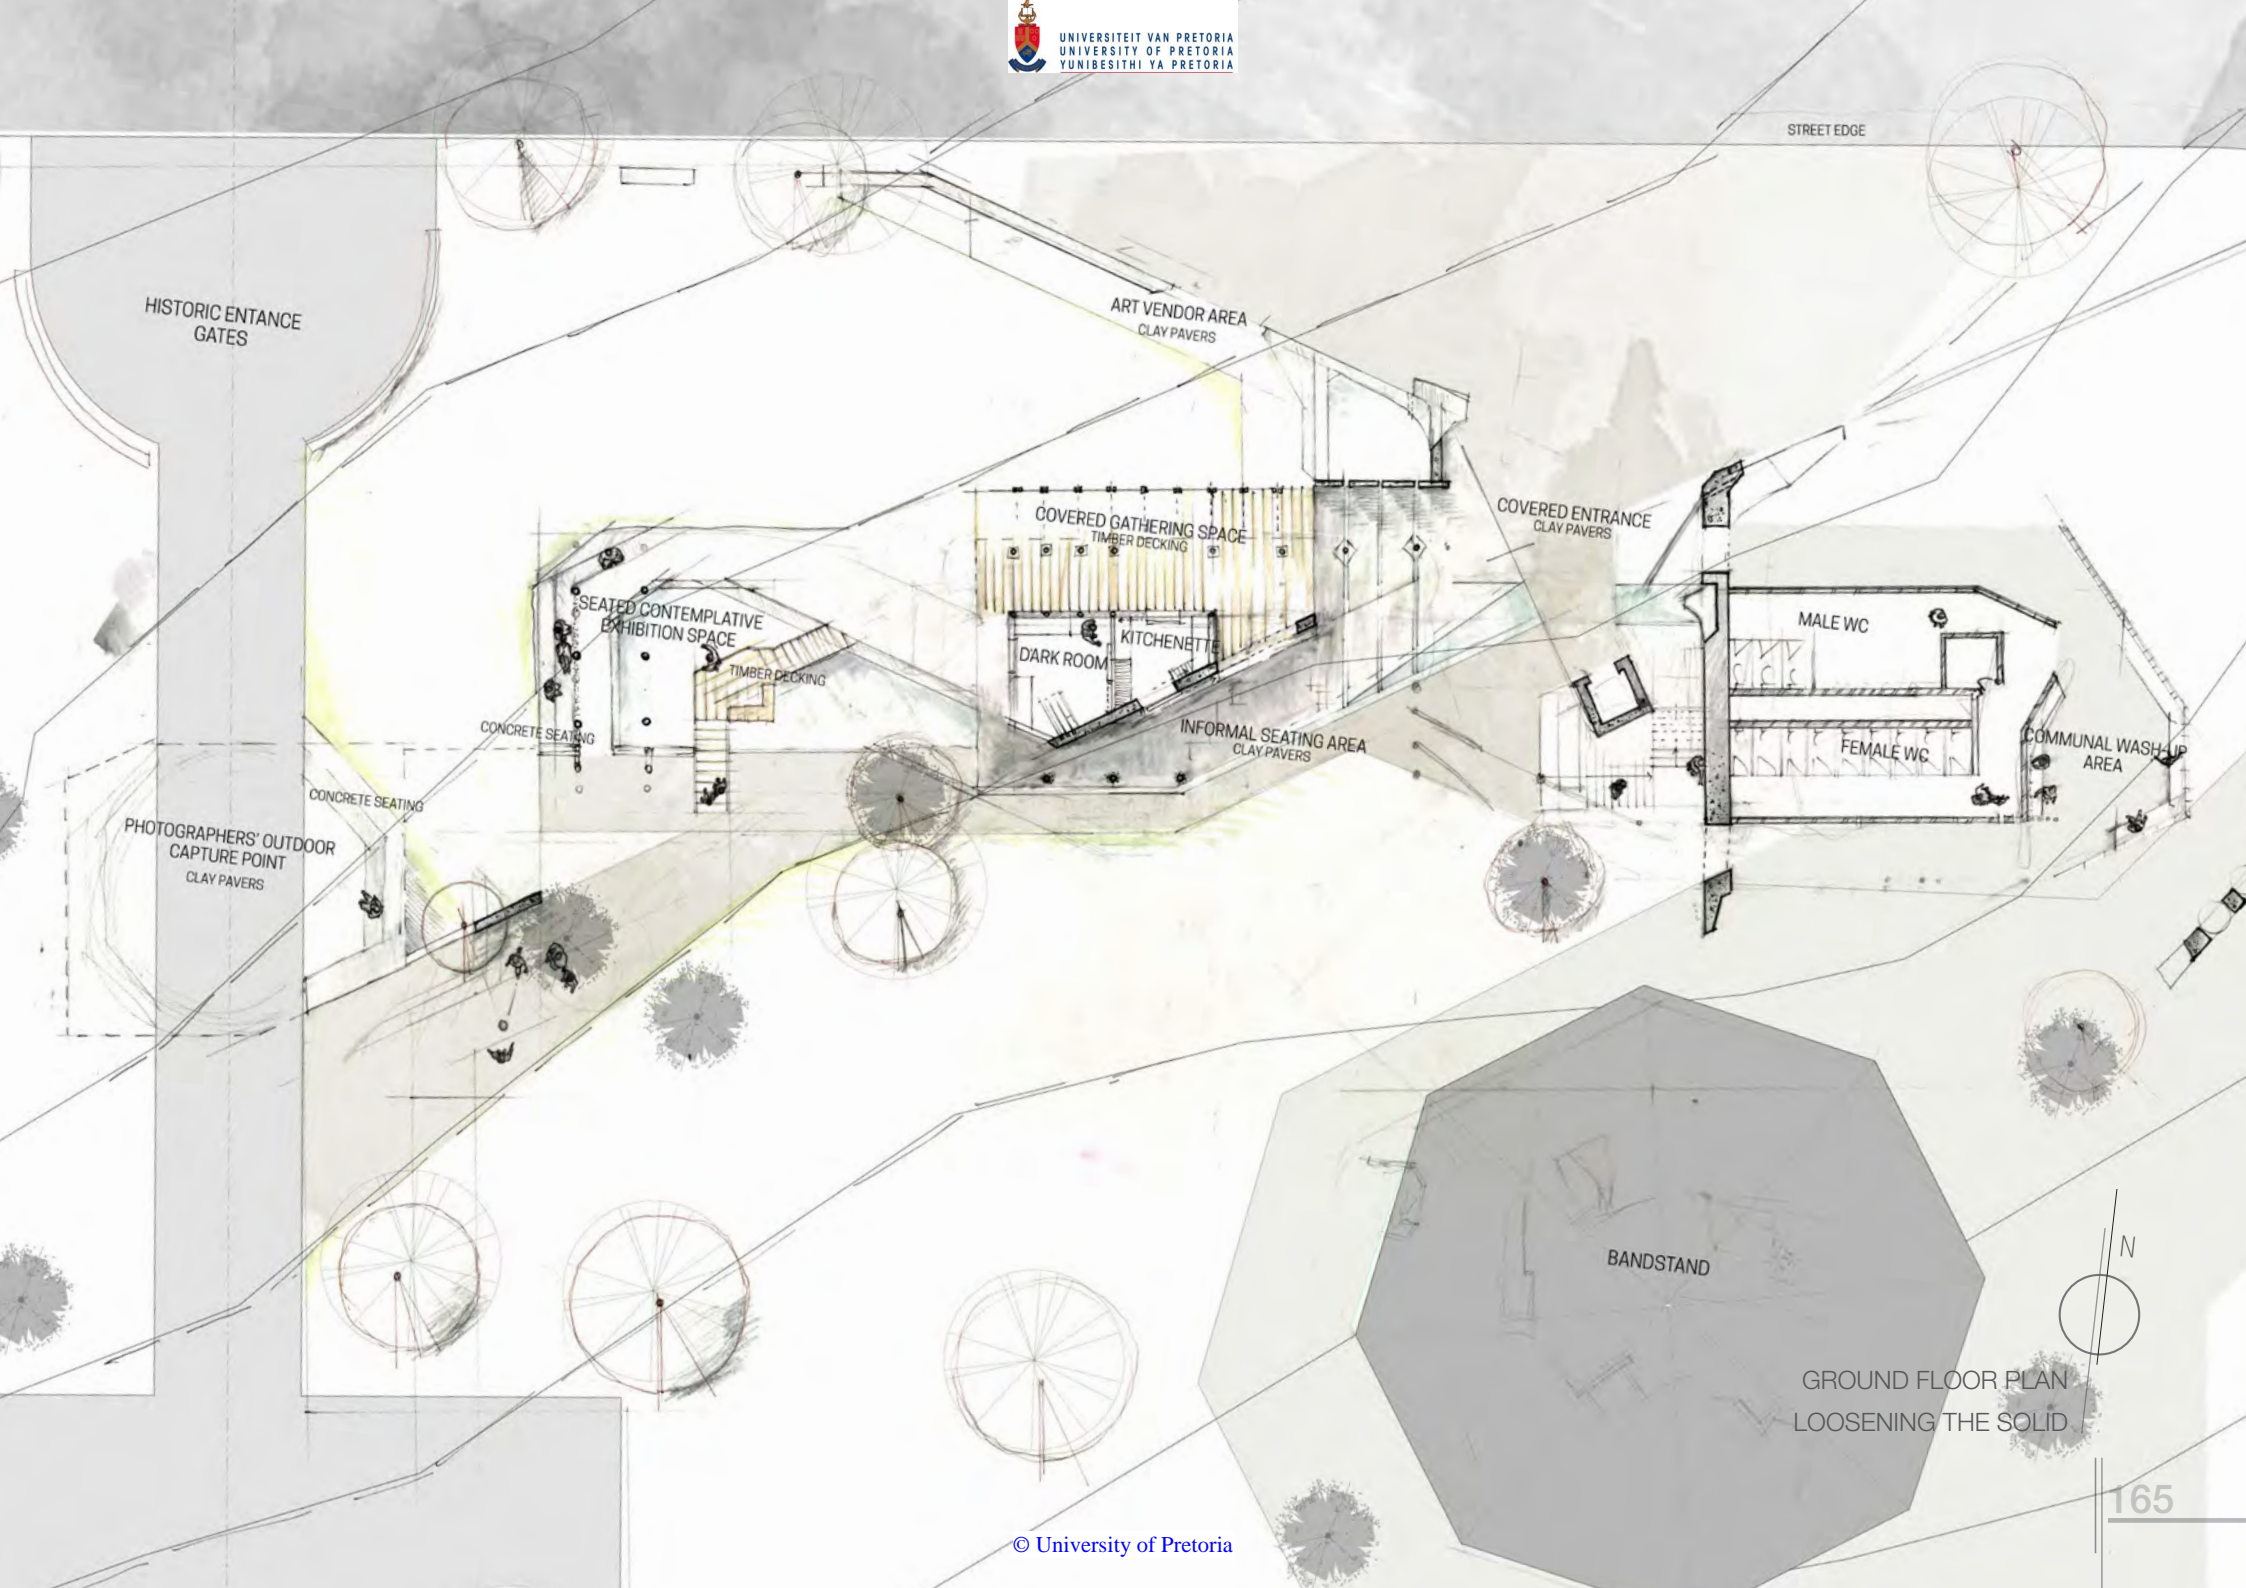 UNIVERSITEIT VAN PRETORIA
UNIVERSITY OF PRETORIA
YUNIBESITHI YA PRETORIA
STREET EDGE
HISTORIC ENTANCE
GATES
ART VENDOR AREA
CLAY PAVERS
COVERED GATHERING SPACE
TIMBER DECKING
COVERED ENTRANCE
CLAY PAVERS
SEATED CONTEMPLATIVE
EXHIBITION SPACE
TIMBER DECKING
DARK ROOM
KITCHENETTE
MALE WC
CONCRETE SEATING
INFORMAL SEATING AREA
CLAY PAVERS
FEMALE WC
COMMUNAL WASH-UP
AREA
CONCRETE SEATING
PHOTOGRAPHERS' OUTDOOR
CAPTURE POINT
CLAY PAVERS
BANDSTAND
N
GROUND FLOOR PLAN
LOOSENING THE SOLID
165
© University of Pretoria